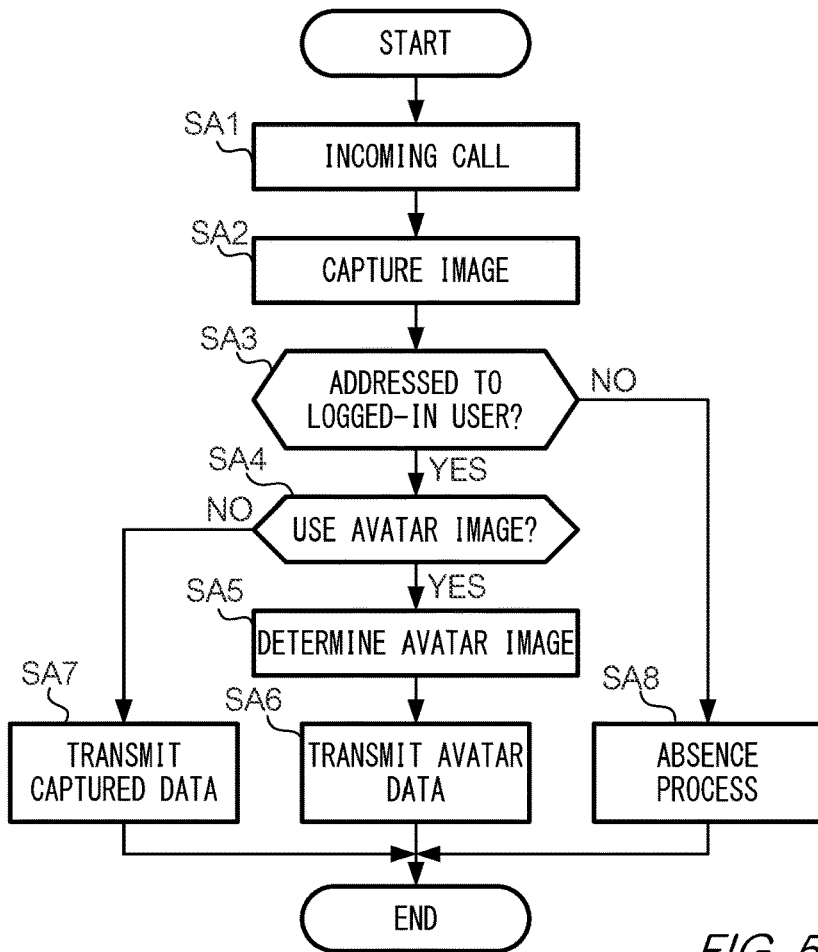 START
SA1
INCOMING CALL
SA2
CAPTURE IMAGE
SA3
ADDRESSED TO
LOGGED-IN USER?
NO
YES
SA4
NO
USE AVATAR IMAGE?
YES
SA5
DETERMINE AVATAR IMAGE
SA7
TRANSMIT
CAPTURED DATA
SA6
TRANSMIT AVATAR
DATA
SA8
ABSENCE
PROCESS
END
FIG. 5